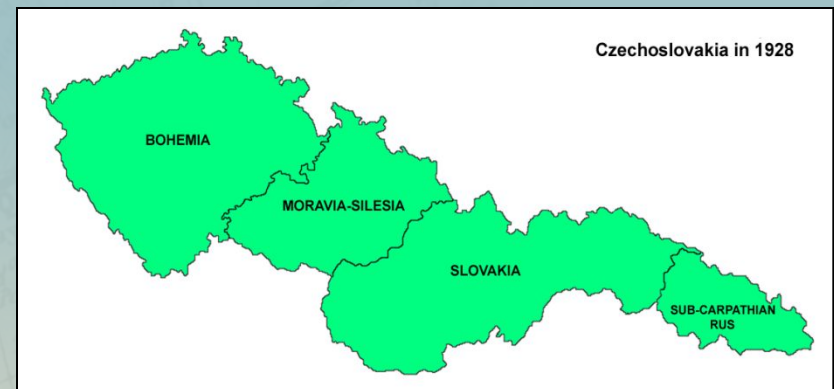 Czechoslovakia in 1928
BOHEMIA
MORAVIA-SILESIA
SLOVAKIA
SUB-CARPATHIAN
RUS